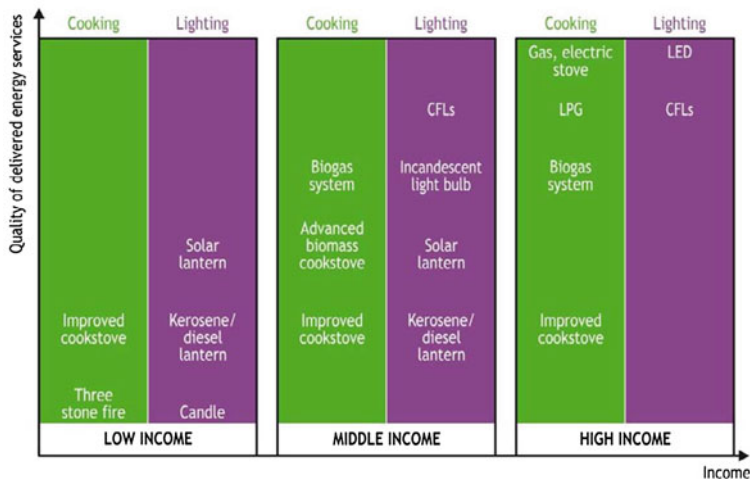 Cooking
Lighting
Cooking
Lighting
Cooking
Lighting
Quality of delivered energy services
Solar
lantern
Improved
cookstove
Kerosene/
diesel
lantern
Three
stone fire
Candle
LOW INCOME
CFLs
Biogas
system
Incandescent
light bulb
Advanced
biomass
cookstove
Solar
lantern
Improved
cookstove
Kerosene/
diesel
lantern
MIDDLE INCOME
Gas, electric
stove
LED
LPG
CFLs
Biogas
system
Improved
cookstove
HIGH INCOME
Income